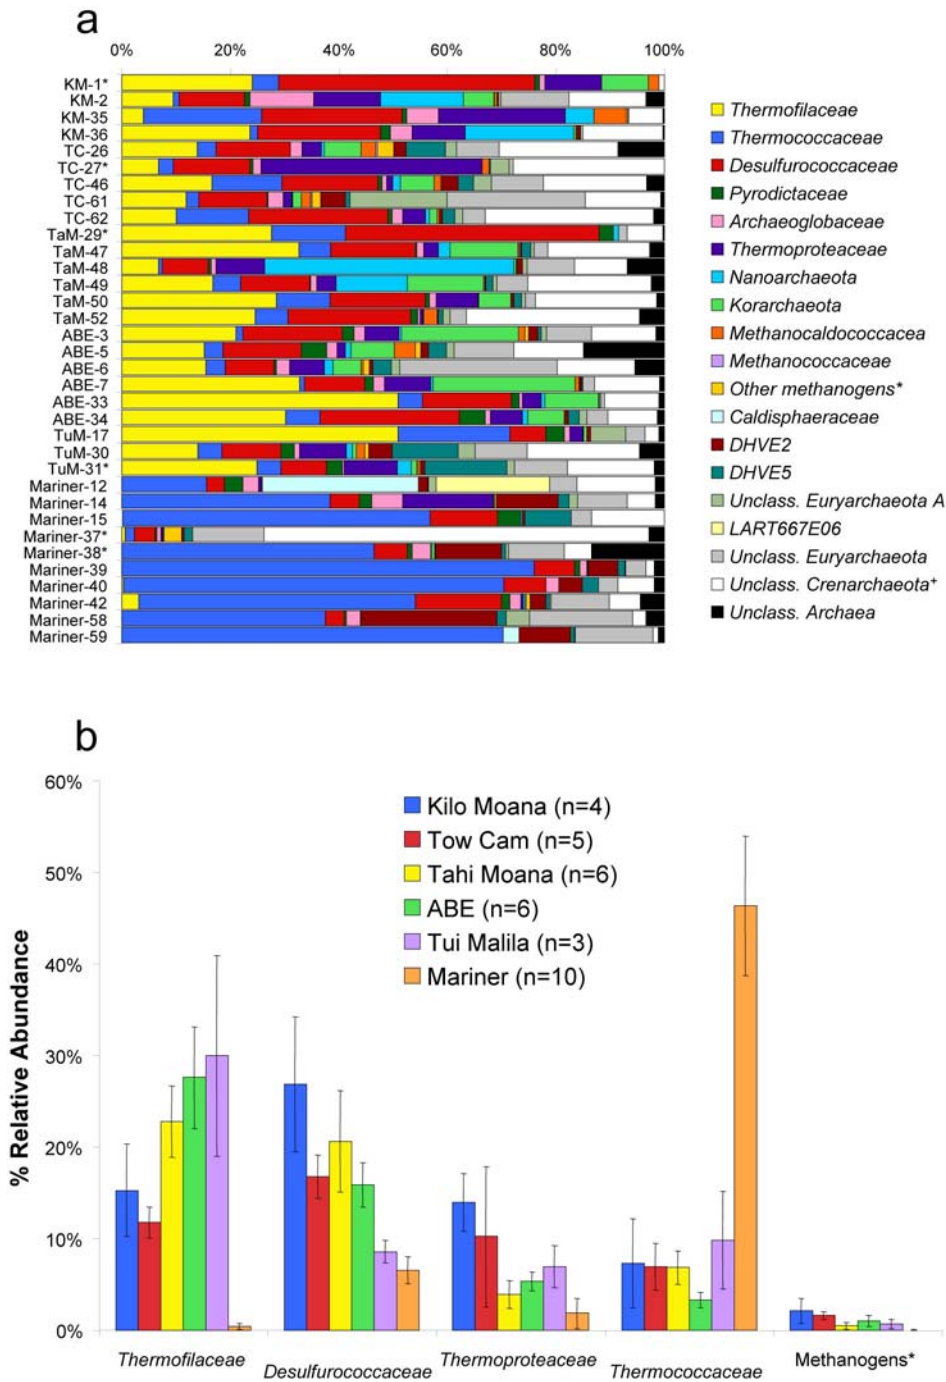 a
0% 20% 40% 60% 80% 100%
KM-1*
KM-2
KM-35
KM-36
TC-26
TC-27*
TC-46
TC-61
TC-62
TaM-29*
TaM-47
TaM-48
TaM-49
TaM-50
TaM-52
ABE-3
ABE-5
ABE-6
ABE-7
ABE-33
ABE-34
TuM-17
TuM-30
TuM-31*
Mariner-12
Mariner-14
Mariner-15
Mariner-37*
Mariner-38*
Mariner-39
Mariner-40
Mariner-42
Mariner-58
Mariner-59
Thermofilaceae
Thermococcaceae
Desulfurococcaceae
Pyrodictaceae
Archaeoglobaceae
Thermoproteaceae
Nanoarchaeota
Korarchaeota
Methanocaldococcacea
Methanococcaceae
Other methanogens*
Caldisphaeraceae
DHVE2
DHVE5
Unclass. Euryarchaeota A
LART667E06
Unclass. Euryarchaeota
Unclass. Crenarchaeota+
Unclass. Archaea
b
% Relative Abundance
60%
50%
40%
30%
20%
10%
0%
Kilo Moana (n=4)
Tow Cam (n=5)
Tahi Moana (n=6)
ABE (n=6)
Tui Malila (n=3)
Mariner (n=10)
Thermofilaceae
Desulfurococcaceae
Thermoproteaceae
Thermococcaceae
Methanogens*